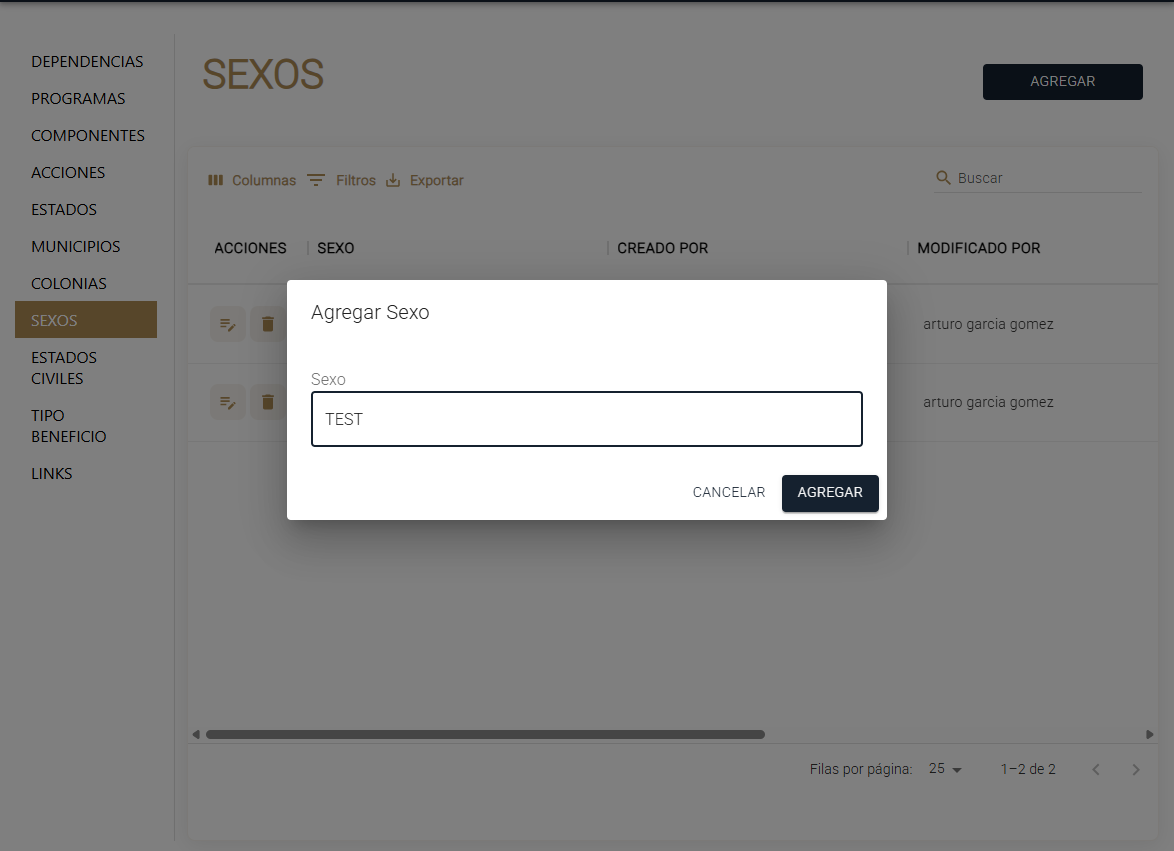 DEPENDENCIAS
PROGRAMAS
COMPONENTES
ACCIONES
ESTADOS
MUNICIPIOS
COLONIAS
SEXOS
ESTADOS
CIVILES
TIPO
BENEFICIO
LINKS
SEXOS
AGREGAR
Columnas Filtros Exportar
Buscar
ACCIONES SEXO CREADO POR MODIFICADO POR
arturo garcia gomez
arturo garcia gomez
Agregar Sexo
Sexo
TEST
CANCELAR AGREGAR
Filas por página: 25 1–2 de 2